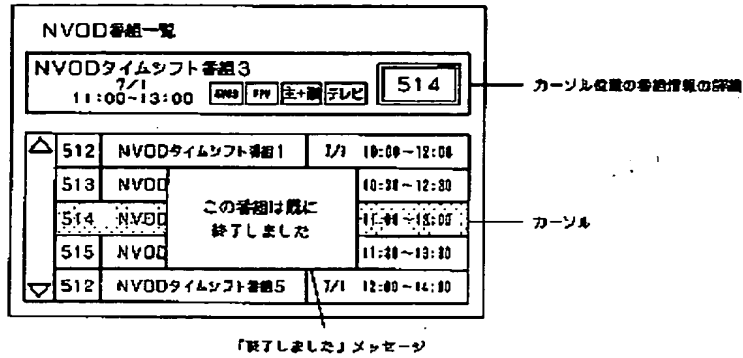 NVOD番組一覧
NVODタイムシフト番組3
7/1
11:00~13:00 PPV 主+副 テレビ 514
カーソル位置の番組情報の詳細
512 NVODタイムシフト番組1 7/1 10:00~12:00
513 NVOD 10:30~12:30
514 NVOD 11:00~13:00
カーソル
515 NVOD 11:30~13:30
512 NVODタイムシフト番組5 7/1 12:00~14:00
この番組は既に
終了しました
「終了しました」メッセージ